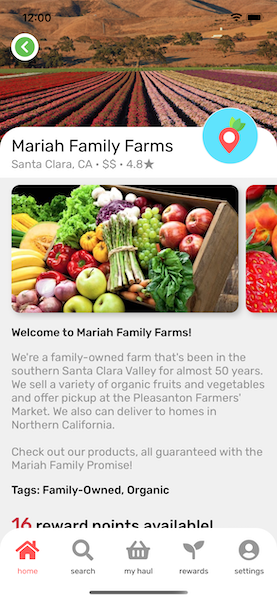 12:00
Mariah Family Farms
Santa Clara, CA • $$ • 4.8★
Welcome to Mariah Family Farms!
We're a family-owned farm that's been in the
southern Santa Clara Valley for almost 50 years.
We sell a variety of organic fruits and vegetables
and offer pickup at the Pleasanton Farmers'
Market. We also can deliver to homes in
Northern California.
Check out our products, all guaranteed with the
Mariah Family Promise!
Tags: Family-Owned, Organic
16 reward points available!
home
search
my haul
rewards
settings